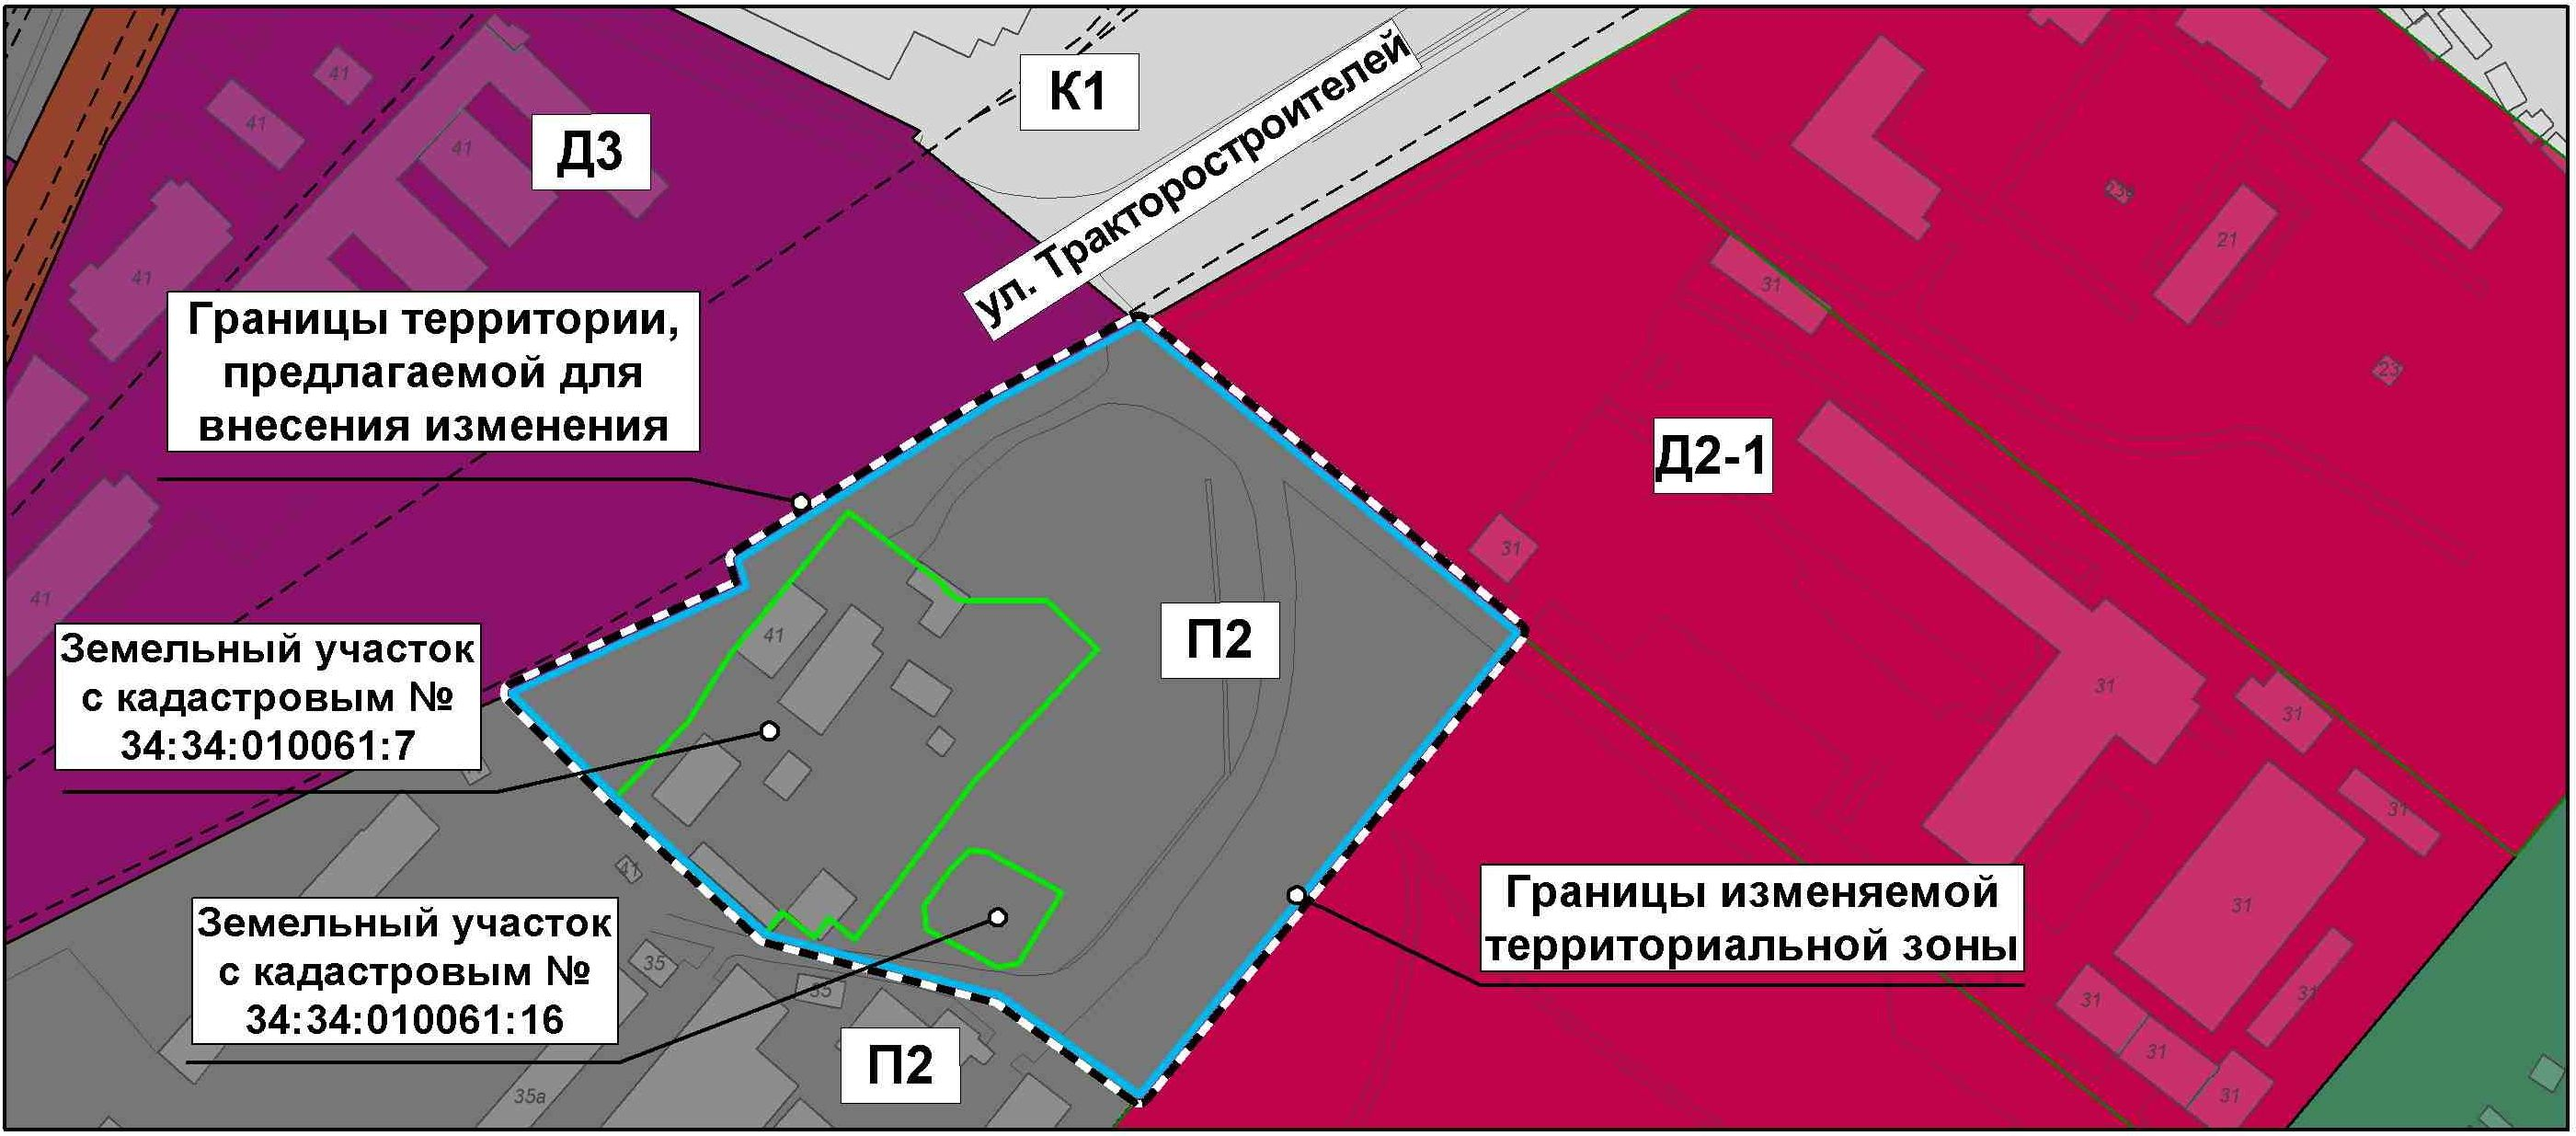 41
41
41
41
Д3
К1
ул. Тракторостроителей
21
31
23
Границы территории,
предлагаемой для
внесения изменения
Д2-1
31
41
Земельный участок
с кадастровым №
34:34:010061:7
41
П2
31
31
31
41
Земельный участок
с кадастровым №
34:34:010061:16
35
35
П2
35а
Границы изменяемой
территориальной зоны
31
31
31
31
31